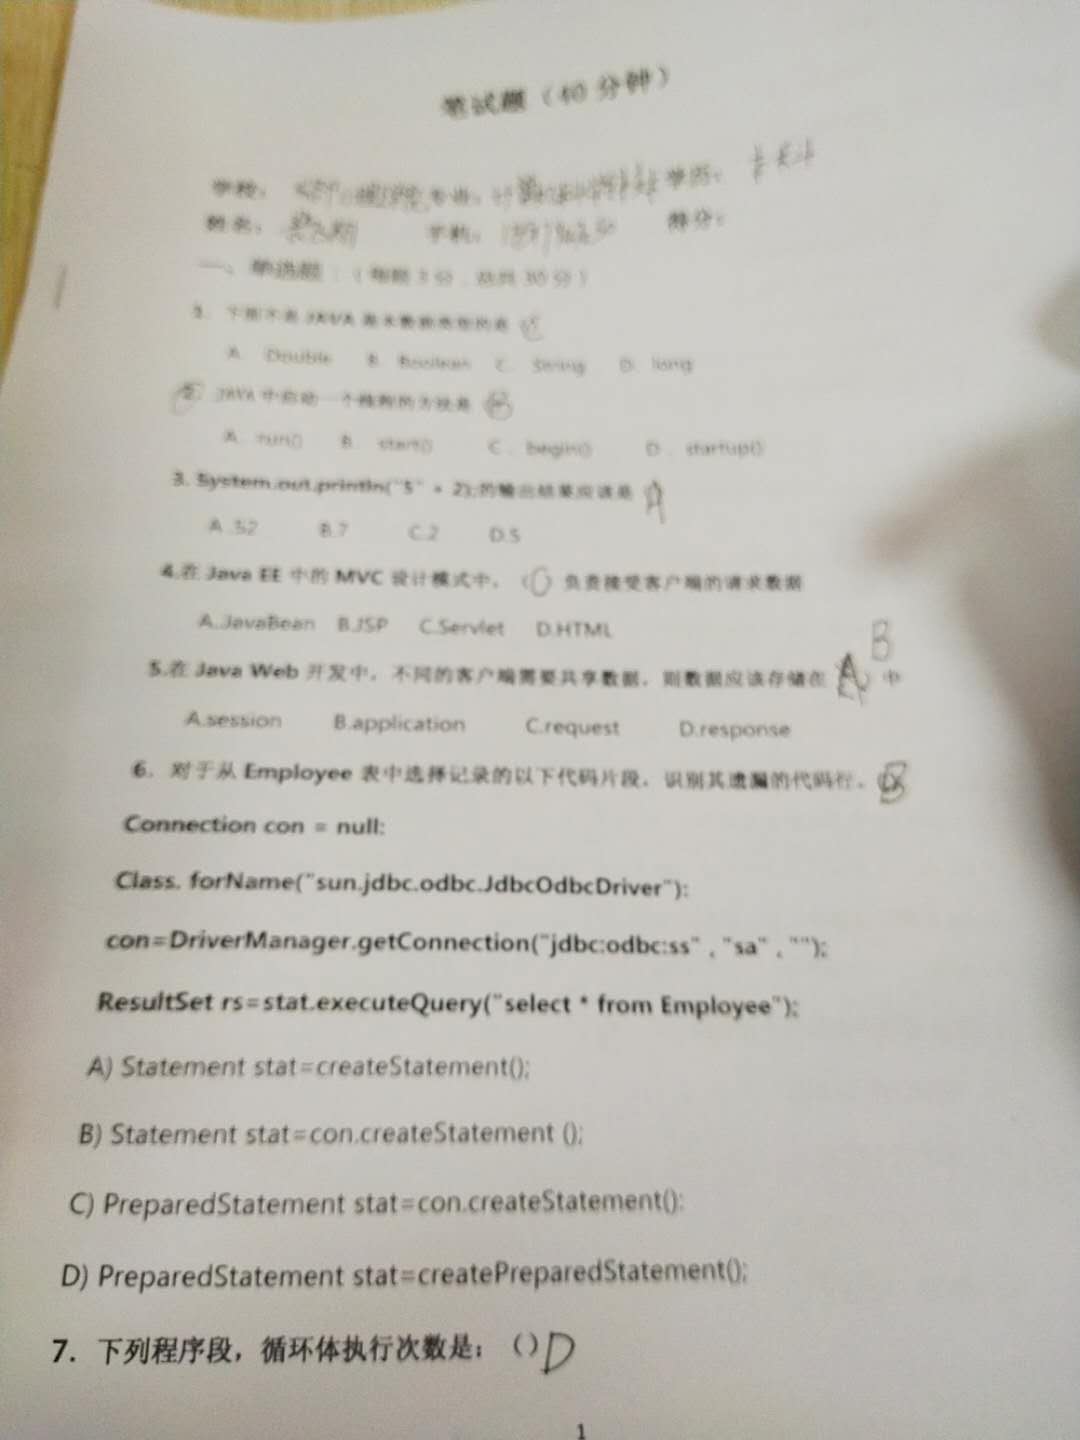 笔试题（40 分钟）
学校： 专业： 学历：
姓名： 手机： 得分：
一、单选题：（每题 3 分，总共 30 分）
1. 下面不是 JAVA 基本数据类型的是 C
A. Double B. Boolean C. String D. long
2. JAVA 中启动一个线程的方法是 B
A. run() B. start() C. begin() D. startup()
3. System.out.println("5" + 2);的输出结果应该是 A
A.52 B.7 C.2 D.5
4.在 Java EE 中的 MVC 设计模式中，（C）负责接受客户端的请求数据
A.JavaBean B.JSP C.Servlet D.HTML
B
5.在 Java Web 开发中，不同的客户端需要共享数据，则数据应该存储在（A）中
A.session B.application C.request D.response
6. 对于从 Employee 表中选择记录的以下代码片段，识别其遗漏的代码行。B
Connection con = null;
Class. forName("sun.jdbc.odbc.JdbcOdbcDriver");
con=DriverManager.getConnection("jdbc:odbc:ss" , "sa" , "");
ResultSet rs=stat.executeQuery("select * from Employee");
A) Statement stat=createStatement();
B) Statement stat=con.createStatement ();
C) PreparedStatement stat=con.createStatement();
D) PreparedStatement stat=createPreparedStatement();
7. 下列程序段，循环体执行次数是：（）D
1